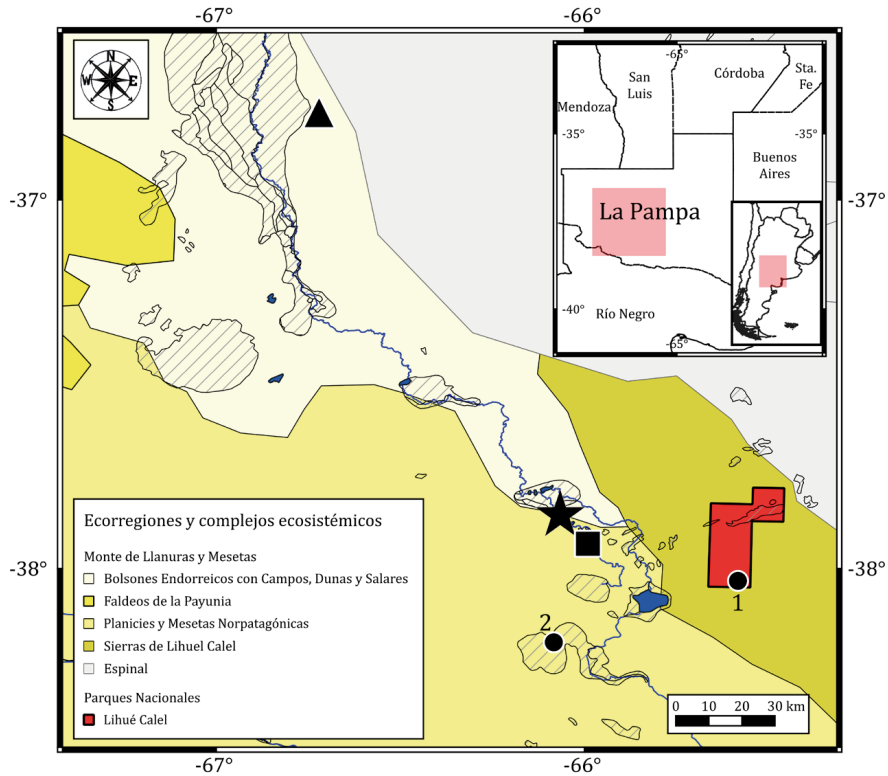 -67°
-66°
N
W
E
S
-65°
San
Luis
Córdoba
Sta.
Fe
Mendoza
-35°
-35°
Buenos
Aires
La Pampa
-40°
Río Negro
-65°
-37°
-37°
-38°
-38°
1
2
Ecorregiones y complejos ecosistémicos
Monte de Llanuras y Mesetas
Bolsones Endorreicos con Campos, Dunas y Salares
Faldeos de la Payunia
Planicies y Mesetas Norpatagónicas
Sierras de Lihuel Calel
Espinal
Parques Nacionales
Lihué Calel
0 10 20 30 km
-67°
-66°